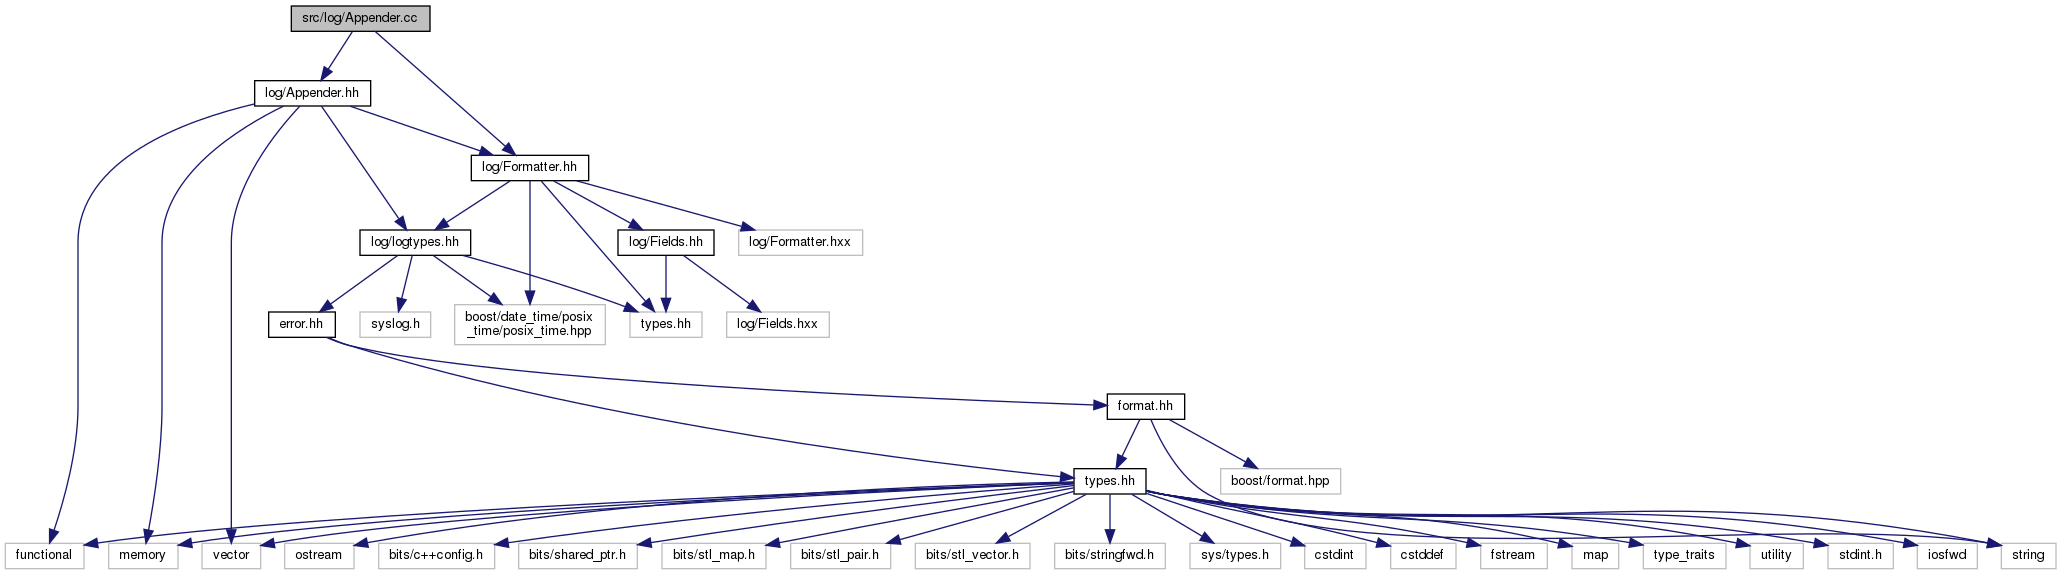 src/log/Appender.cc
log/Appender.hh
log/Formatter.hh
log/logtypes.hh
log/Fields.hh
log/Formatter.hxx
error.hh
syslog.h
boost/date_time/posix
_time/posix_time.hpp
types.hh
log/Fields.hxx
format.hh
types.hh
boost/format.hpp
functional
memory
vector
ostream
bits/c++config.h
bits/shared_ptr.h
bits/stl_map.h
bits/stl_pair.h
bits/stl_vector.h
bits/stringfwd.h
sys/types.h
cstdint
cstddef
fstream
map
type_traits
utility
stdint.h
iosfwd
string